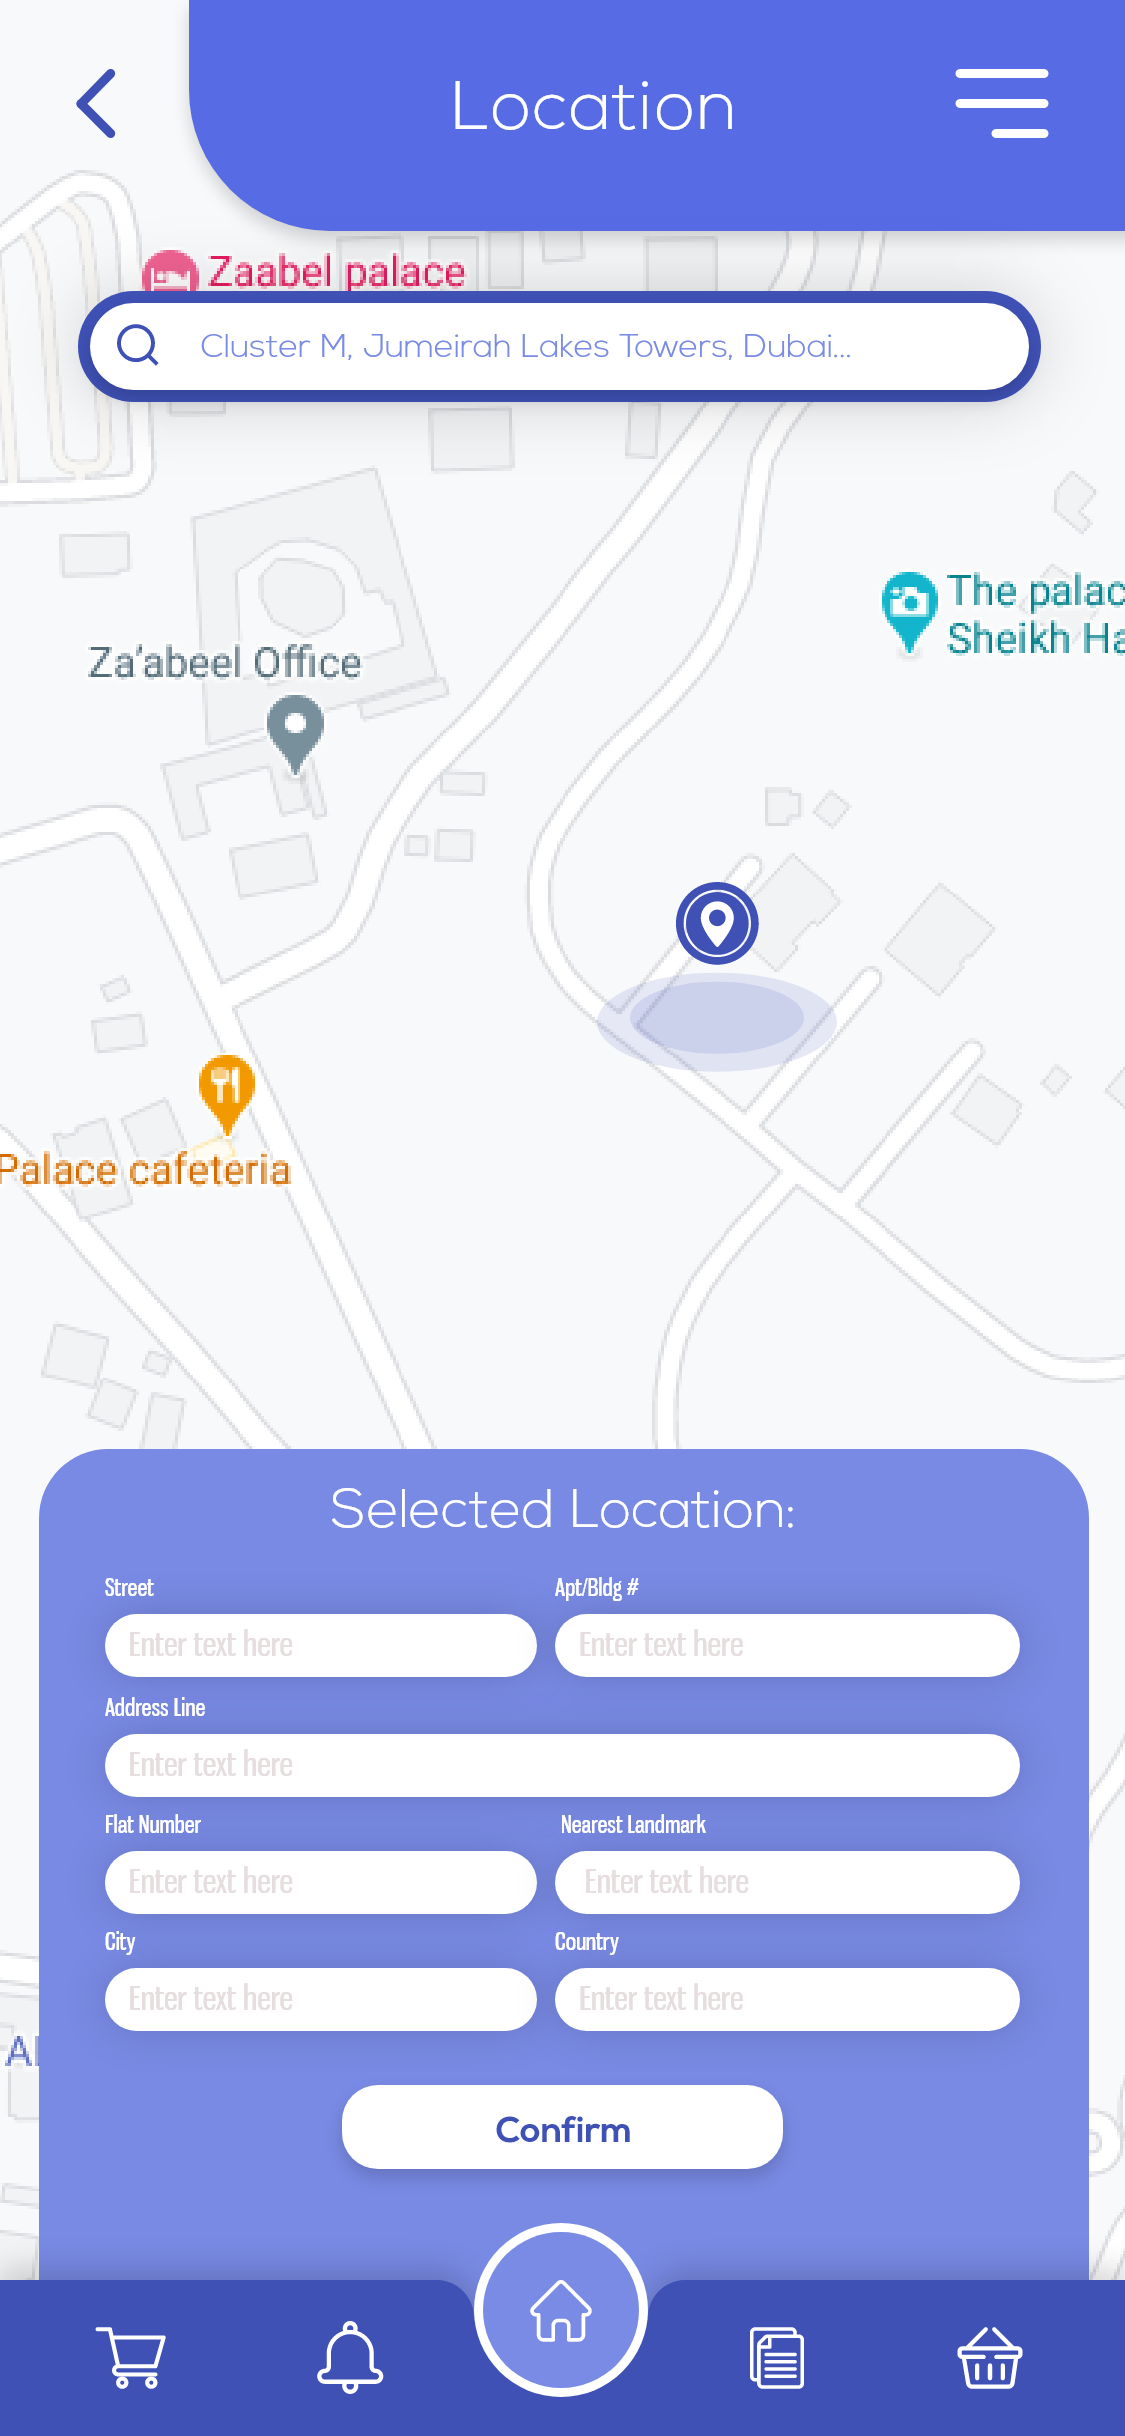 Location
Zaabel palace
Cluster M, Jumeirah Lakes Towers, Dubai...
The palac
Sheikh Ha
Za'abeel Office
Palace cafeteria
Selected Location:
Street
Apt/Bldg #
Enter text here
Enter text here
Address Line
Enter text here
Flat Number
Nearest Landmark
Enter text here
Enter text here
City
Country
Enter text here
Enter text here
Confirm